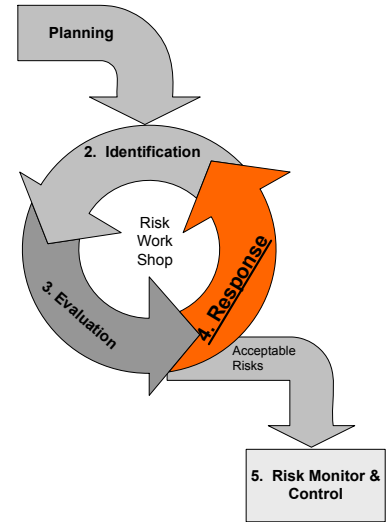 Planning
2. Identification
Risk
Work
Shop
3. Evaluation
4. Response
Acceptable
Risks
5. Risk Monitor &
Control